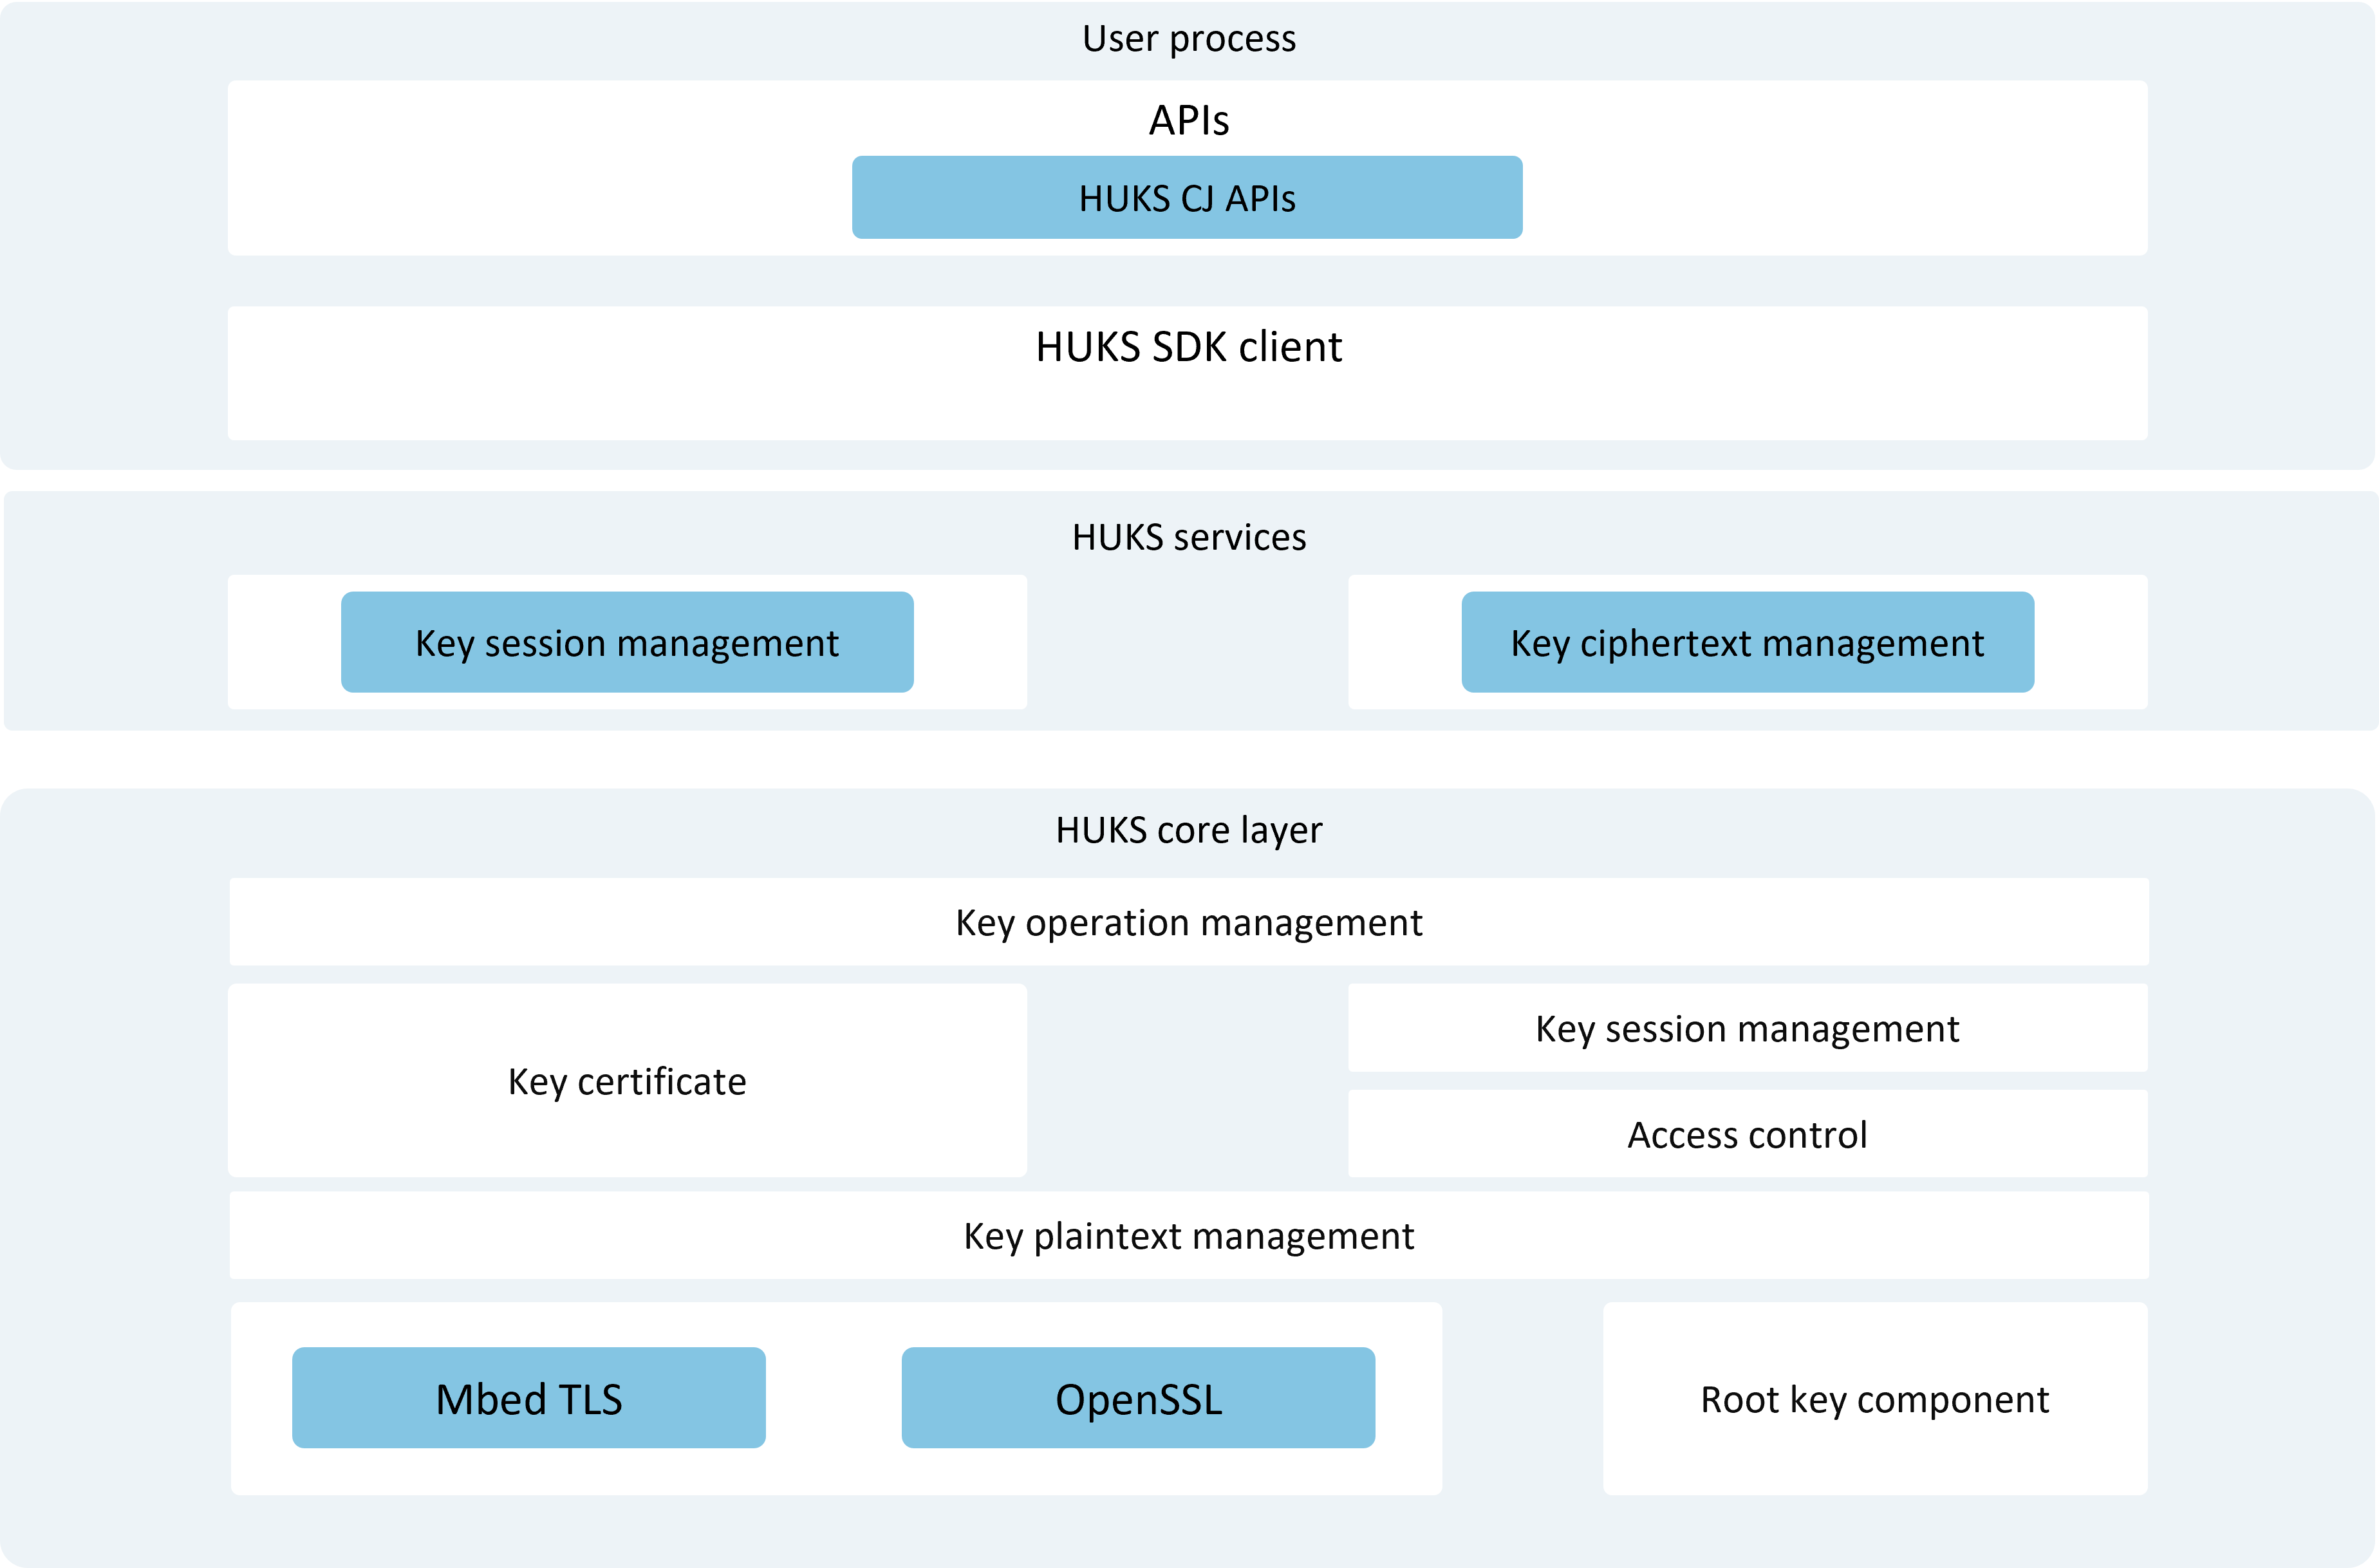 User process
APIs
HUKS CJ APIs
HUKS SDK client
HUKS services
Key session management
Key ciphertext management
HUKS core layer
Key operation management
Key certificate
Key session management
Access control
Key plaintext management
Mbed TLS
OpenSSL
Root key component